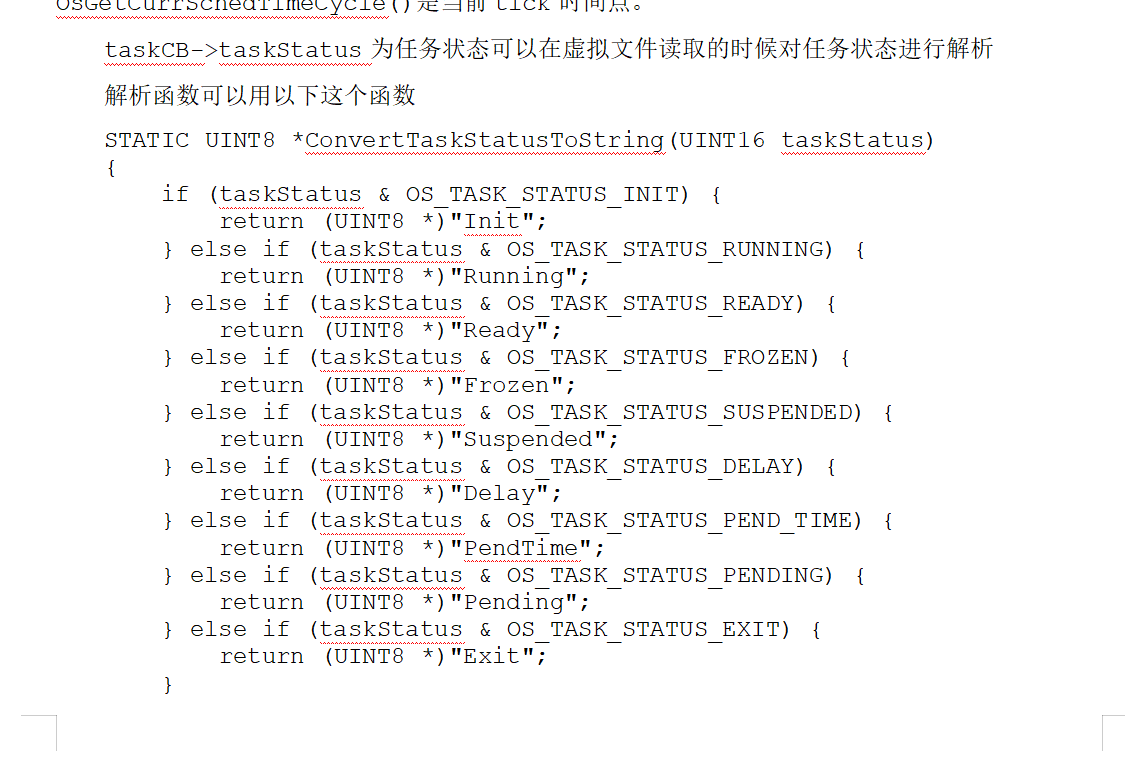 OsGetCurrSchedTimeCycle()是当前 tick 时间点。
taskCB->taskStatus 为任务状态可以在虚拟文件读取的时候对任务状态进行解析
解析函数可以用以下这个函数
STATIC UINT8 *ConvertTaskStatusToString(UINT16 taskStatus)
{
    if (taskStatus & OS_TASK_STATUS_INIT) {
        return (UINT8 *)"Init";
    } else if (taskStatus & OS_TASK_STATUS_RUNNING) {
        return (UINT8 *)"Running";
    } else if (taskStatus & OS_TASK_STATUS_READY) {
        return (UINT8 *)"Ready";
    } else if (taskStatus & OS_TASK_STATUS_FROZEN) {
        return (UINT8 *)"Frozen";
    } else if (taskStatus & OS_TASK_STATUS_SUSPENDED) {
        return (UINT8 *)"Suspended";
    } else if (taskStatus & OS_TASK_STATUS_DELAY) {
        return (UINT8 *)"Delay";
    } else if (taskStatus & OS_TASK_STATUS_PEND_TIME) {
        return (UINT8 *)"PendTime";
    } else if (taskStatus & OS_TASK_STATUS_PENDING) {
        return (UINT8 *)"Pending";
    } else if (taskStatus & OS_TASK_STATUS_EXIT) {
        return (UINT8 *)"Exit";
    }